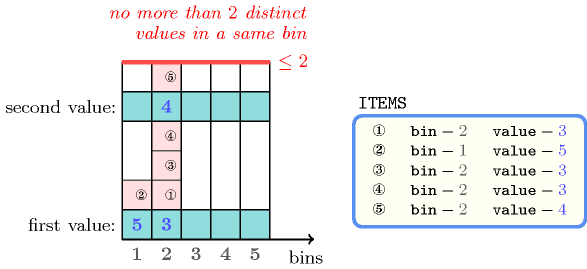 no more than 2 distinct
values in a same bin
≤ 2
⑤
second value: 4
④
③
② ①
first value: 5 3
1 2 3 4 5
bins
ITEMS
① bin – 2 value – 3
② bin – 1 value – 5
③ bin – 2 value – 3
④ bin – 2 value – 3
⑤ bin – 2 value – 4